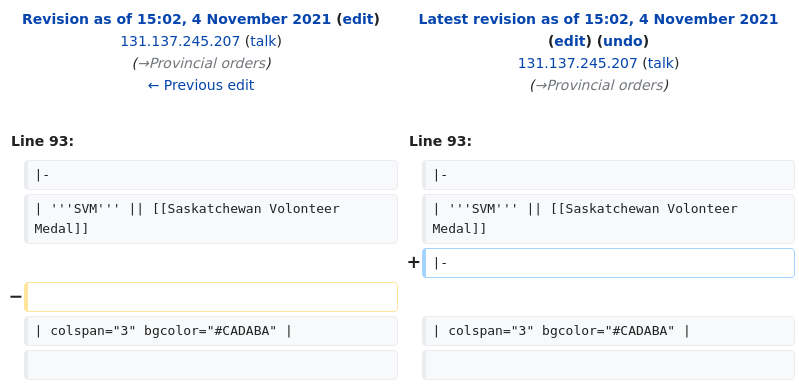 Revision as of 15:02, 4 November 2021 (edit)
131.137.245.207 (talk)
(→Provincial orders)
← Previous edit
Latest revision as of 15:02, 4 November 2021
(edit) (undo)
131.137.245.207 (talk)
(→Provincial orders)
Line 93:
Line 93:
|-
|-
| '''SVM''' || [[Saskatchewan Volonteer
Medal]]
| '''SVM''' || [[Saskatchewan Volonteer
Medal]]
+
|-
−
| colspan="3" bgcolor="#CADABA" |
| colspan="3" bgcolor="#CADABA" |